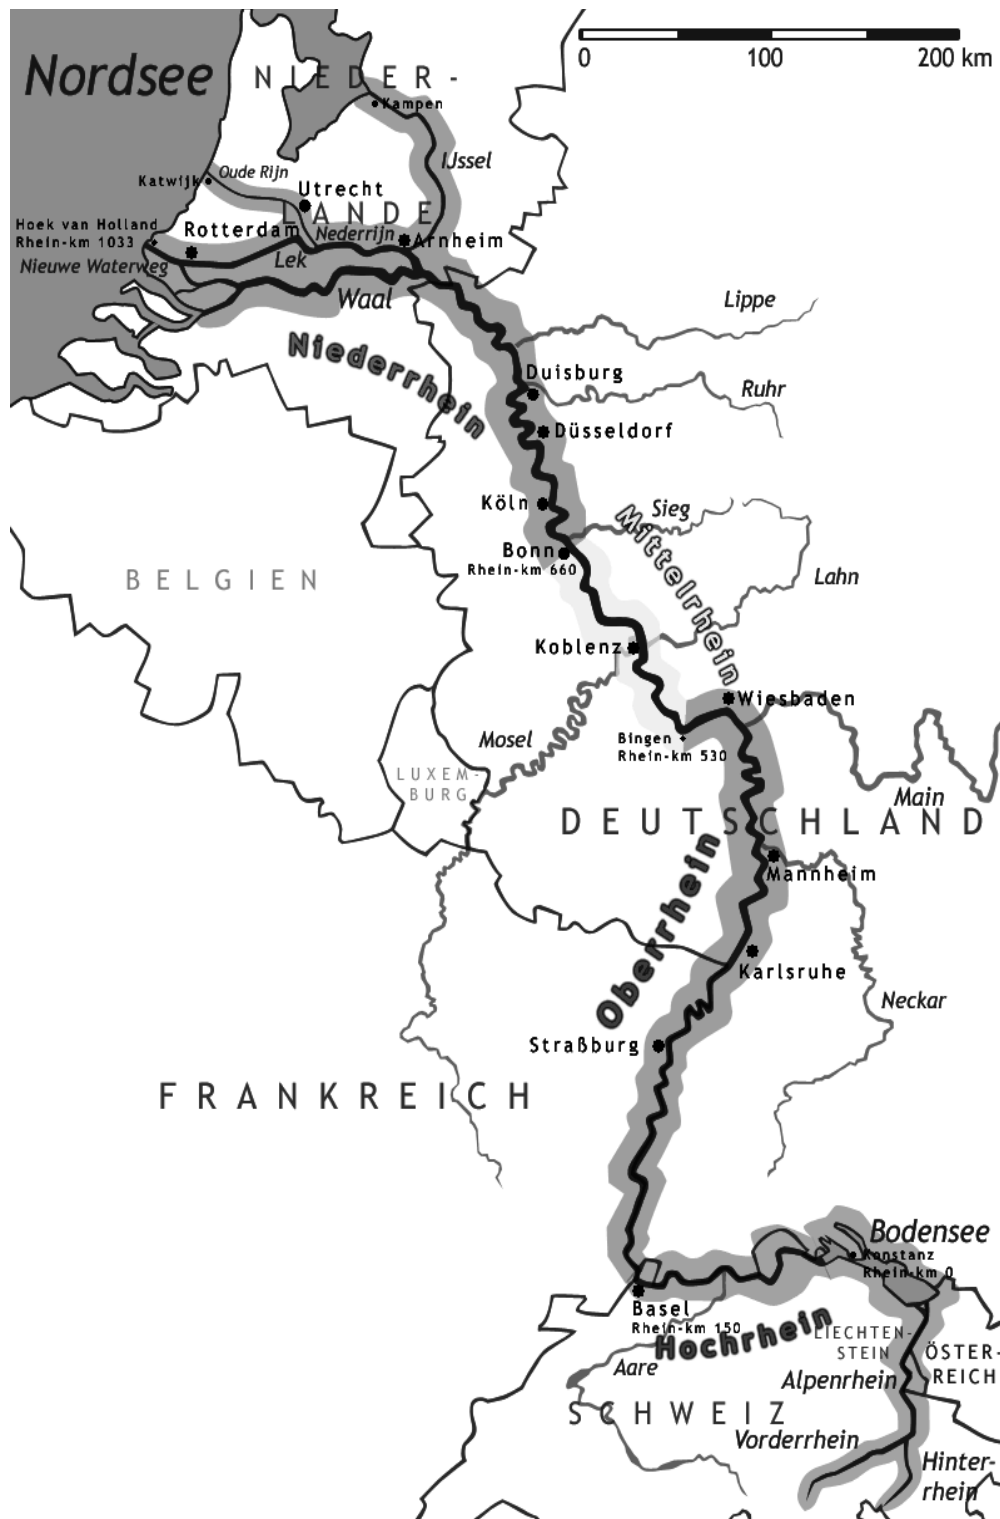 0 100 200 km
Nordsee
NIEDER-
LANDE
Kampen
IJssel
Oude Rijn
Katwijk
Utrecht
Hoek van Holland
Rhein-km 1033
Rotterdam
Nederrijn
Arnheim
Nieuwe Waterweg
Lek
Waal
Lippe
Niederrhein
Duisburg
Ruhr
Düsseldorf
Köln
Sieg
Mittelrhein
Bonn
Rhein-km 660
BELGIEN
Lahn
Koblenz
Wiesbaden
Mosel
Bingen
Rhein-km 530
LUXEM-
BURG
Main
DEUTSCHLAND
Oberrhein
Mannheim
Karlsruhe
Neckar
Straßburg
FRANKREICH
Bodensee
Konstanz
Rhein-km 0
Basel
Rhein-km 150
Hochrhein
LIECHTEN-
STEIN
ÖSTER-
REICH
Aare
Alpenrhein
SCHWEIZ
Vorderrhein
Hinter-
rhein